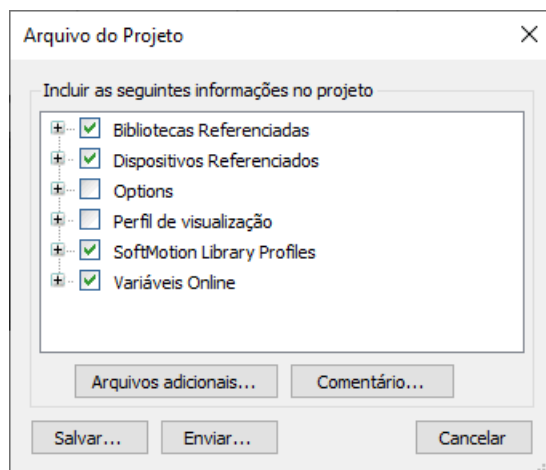 Arquivo do Projeto
Incluir as seguintes informações no projeto
Bibliotecas Referenciadas
Dispositivos Referenciados
Options
Perfil de visualização
SoftMotion Library Profiles
Variáveis Online
Arquivos adicionais... Comentário...
Salvar... Enviar... Cancelar